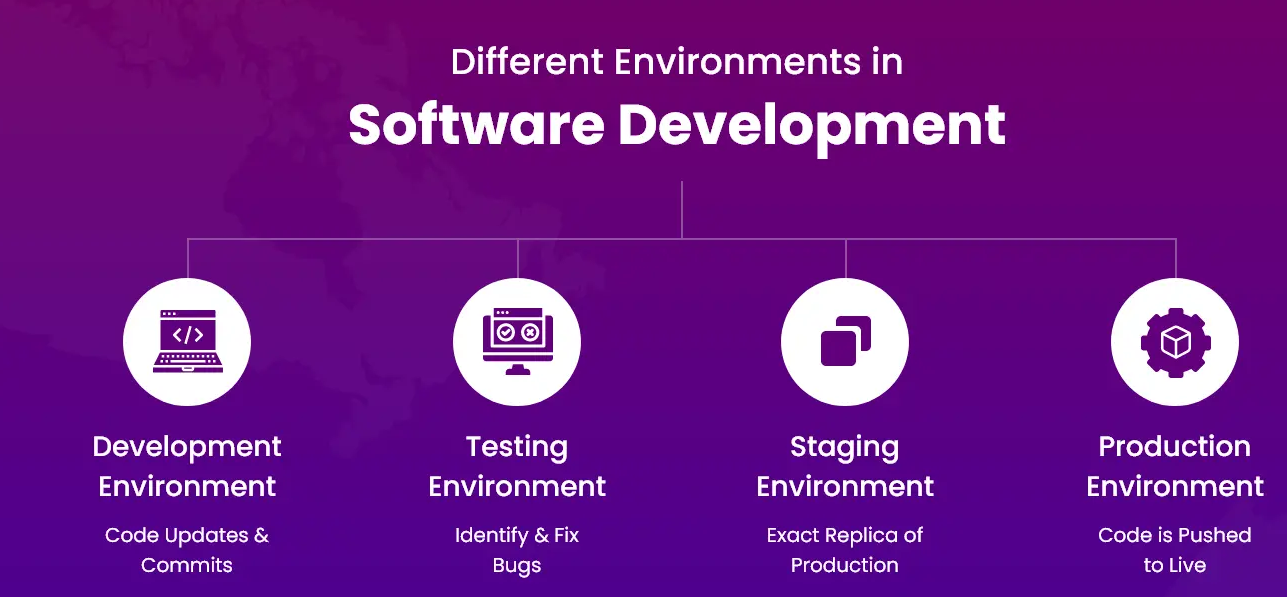 Different Environments in
Software Development
Development
Environment
Code Updates &
Commits
Testing
Environment
Identify & Fix
Bugs
Staging
Environment
Exact Replica of
Production
Production
Environment
Code is Pushed
to Live